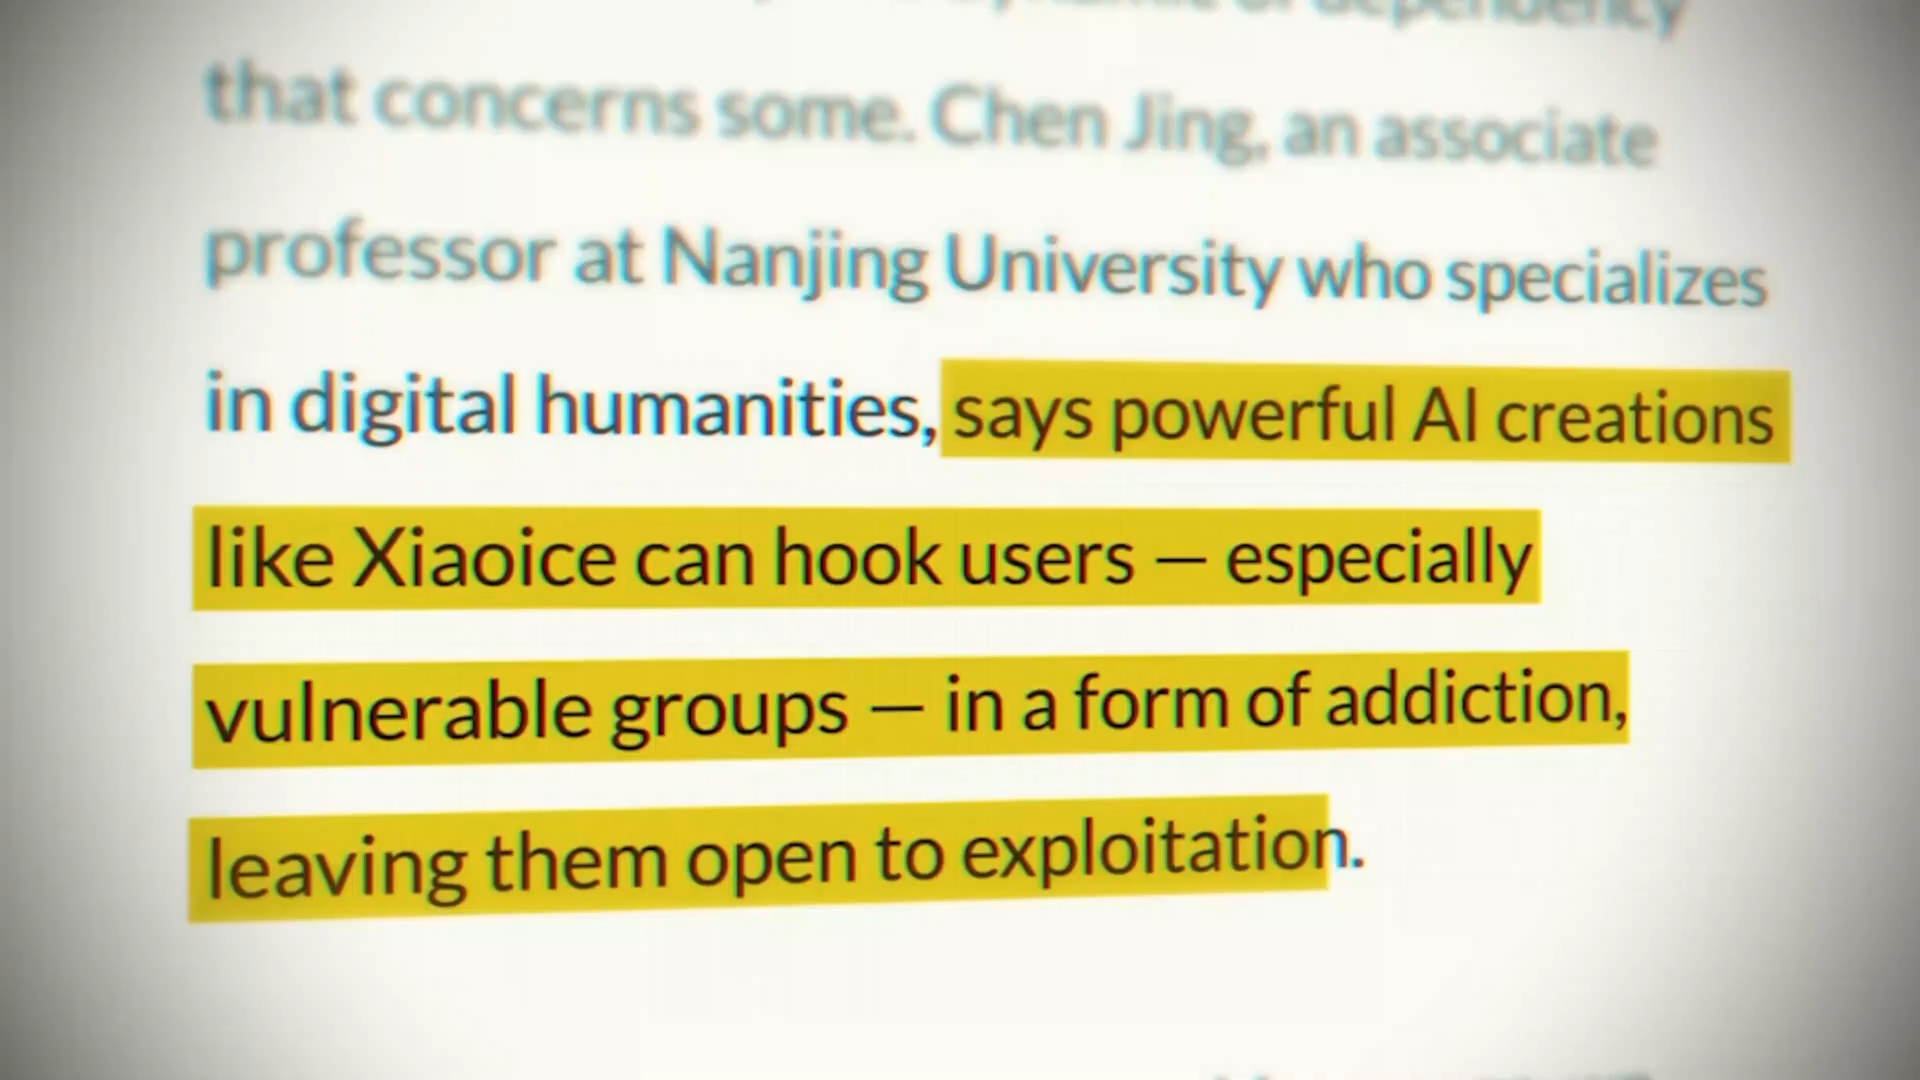 dependency
that concerns some. Chen Jing, an associate
professor at Nanjing University who specializes
in digital humanities, says powerful AI creations
like Xiaoice can hook users — especially
vulnerable groups — in a form of addiction,
leaving them open to exploitation.